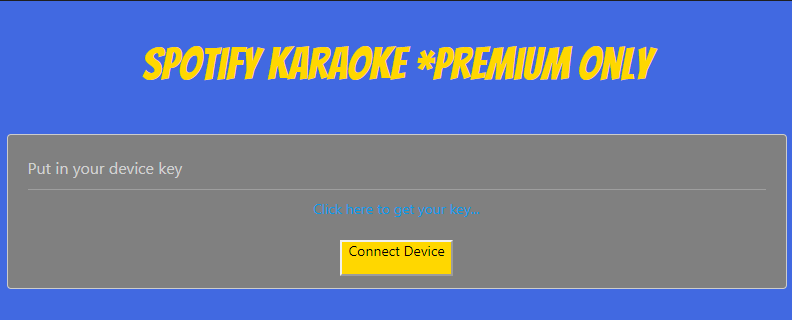 SPOTIFY KARAOKE *PREMIUM ONLY
Put in your device key
Click here to get your key...
Connect Device